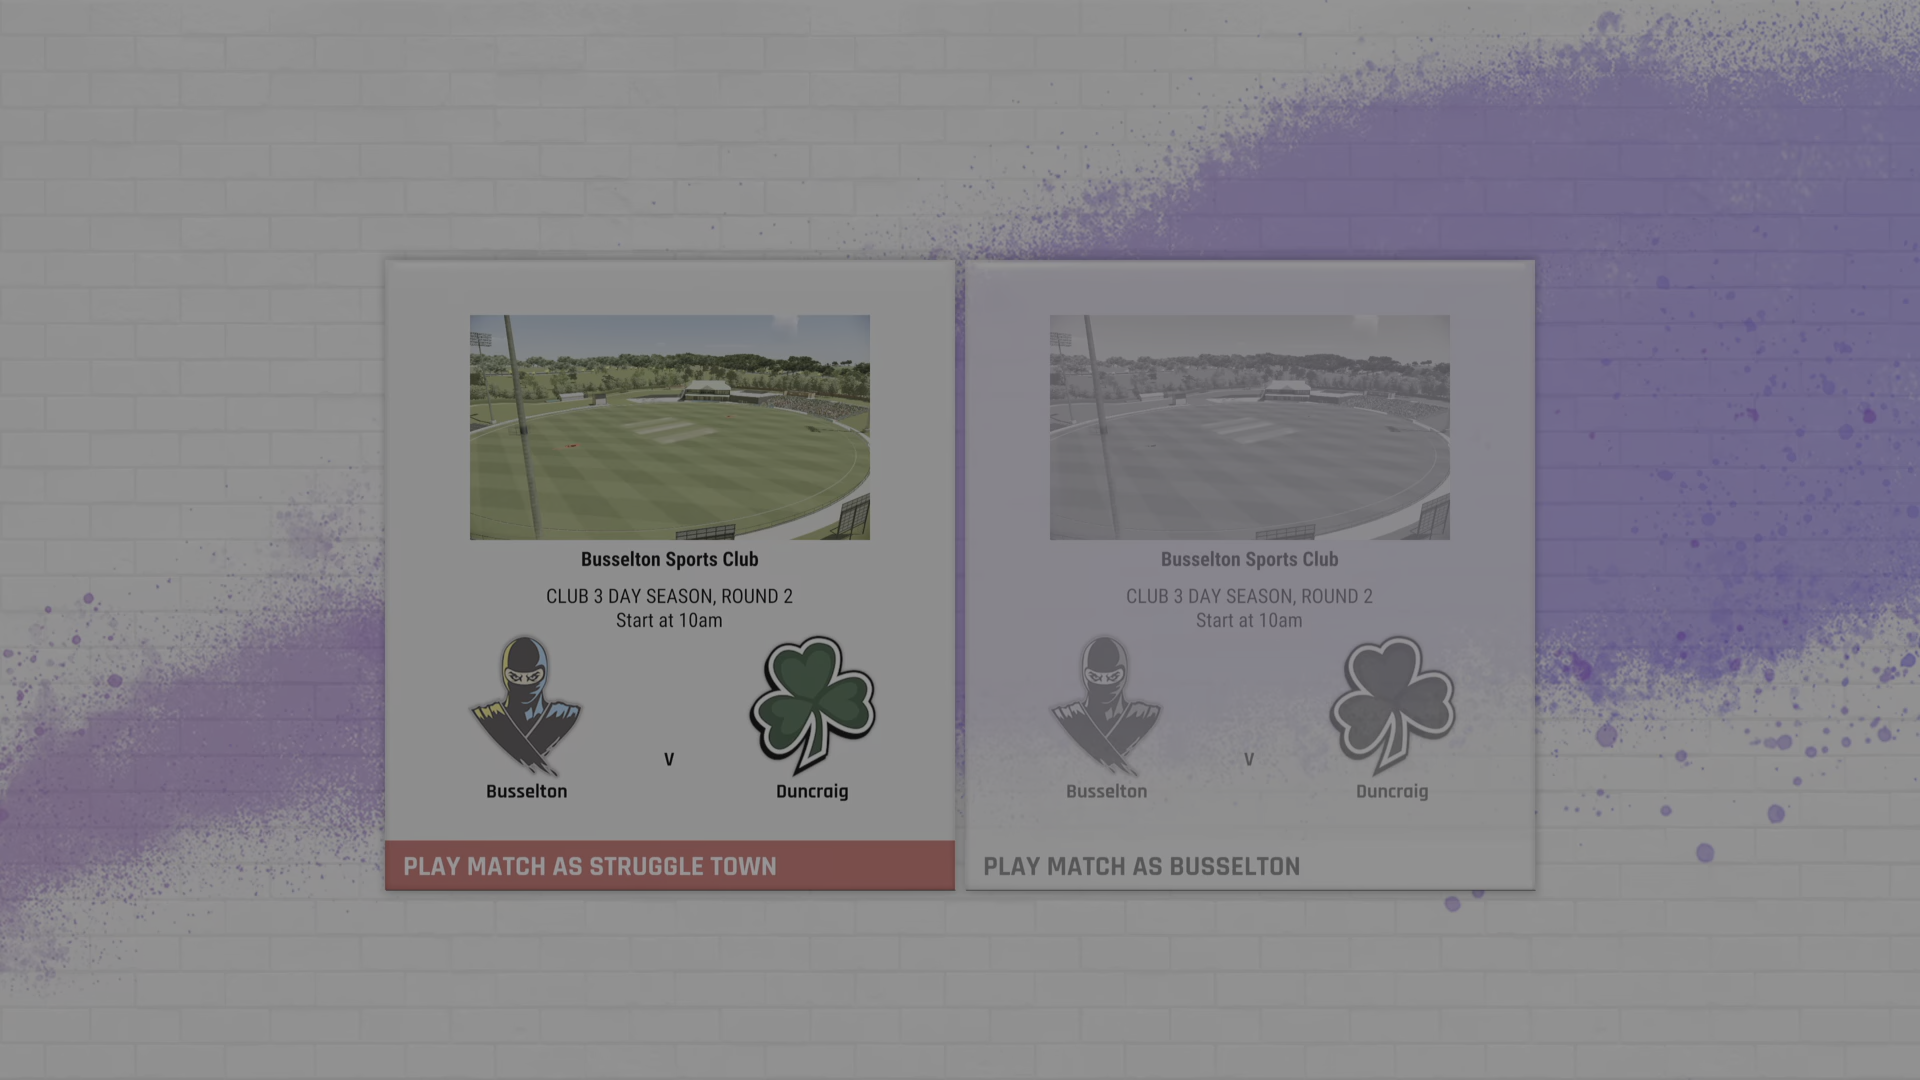 Busselton Sports Club
CLUB 3 DAY SEASON, ROUND 2
Start at 10am
V
Busselton
Duncraig
PLAY MATCH AS STRUGGLE TOWN
Busselton Sports Club
CLUB 3 DAY SEASON, ROUND 2
Start at 10am
V
Busselton
Duncraig
PLAY MATCH AS BUSSELTON